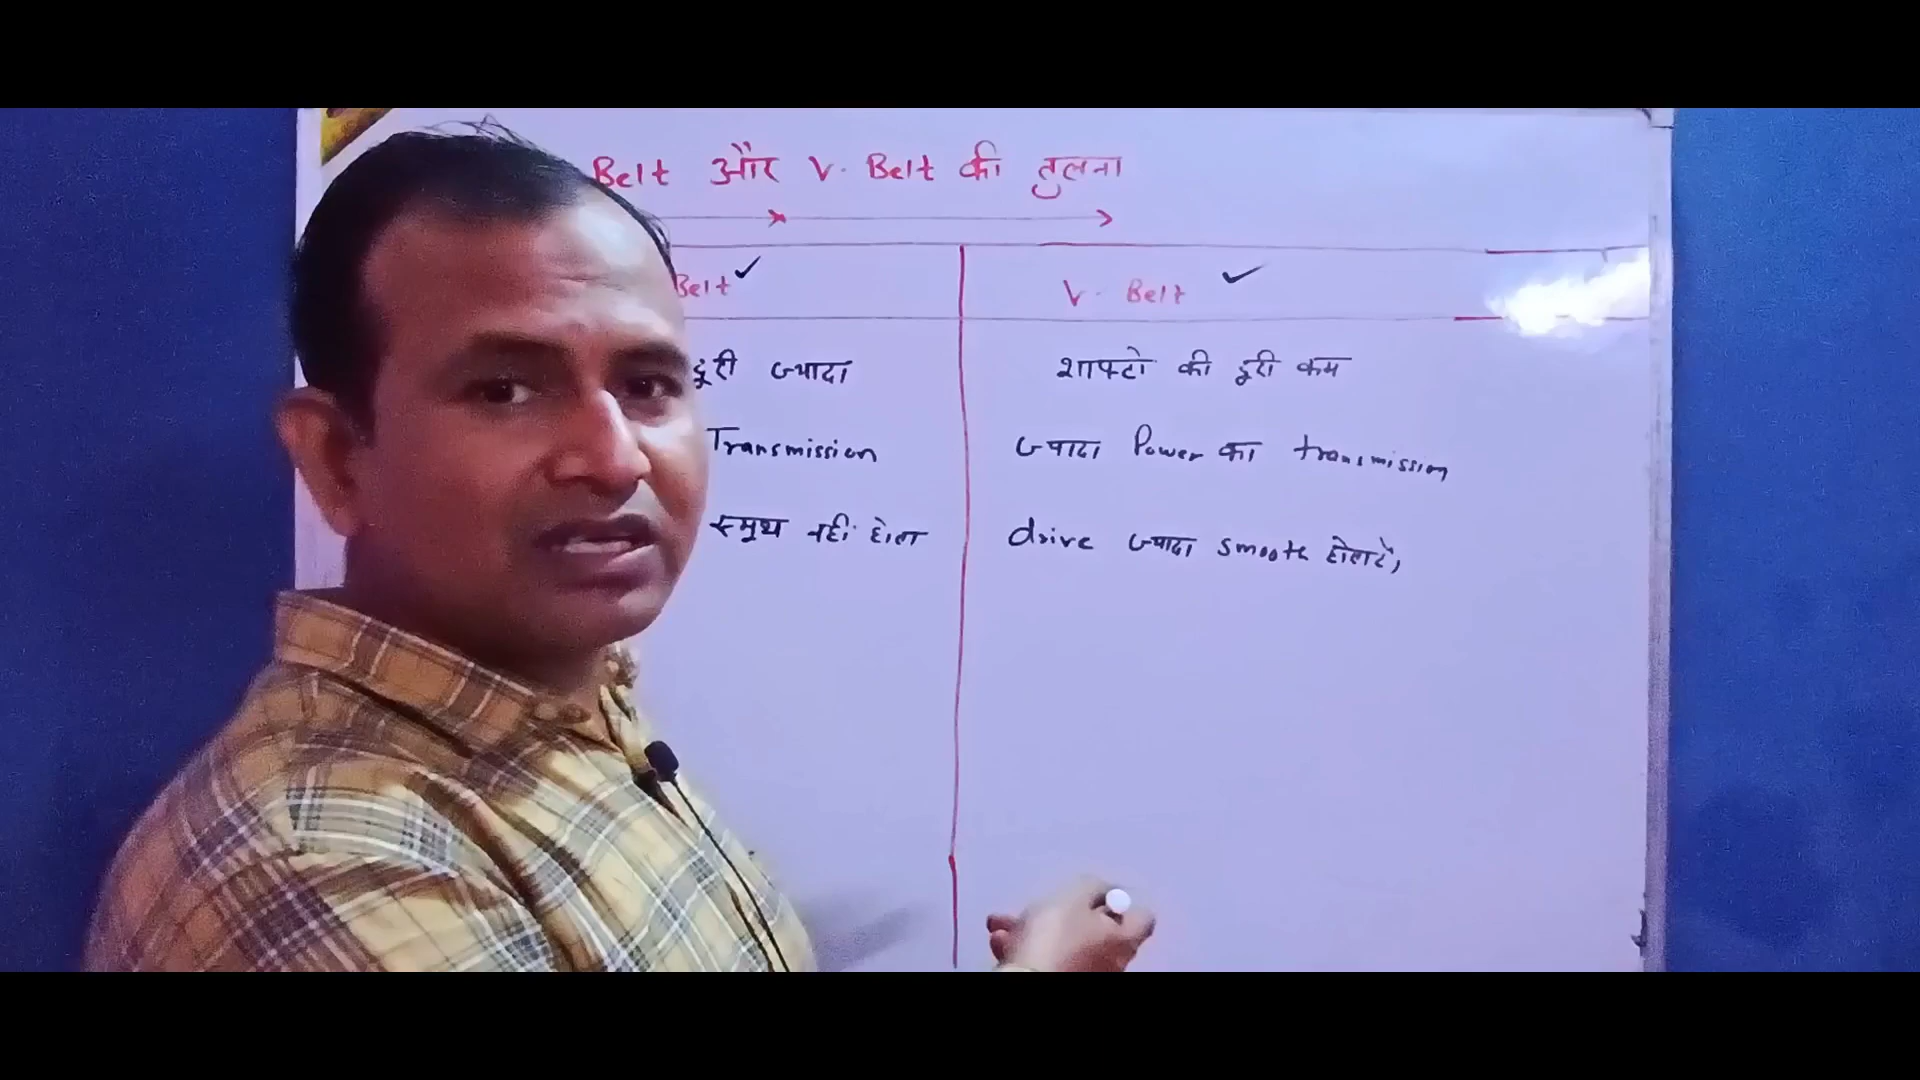 Belt और V. Belt की तुलना
Belt
V. Belt
दूरी ज्यादा
शाफ्टो की दूरी कम
Transmission
ज्यादा Power का transmission
स्मूथ नहीं होता
drive ज्यादा smooth होता है,